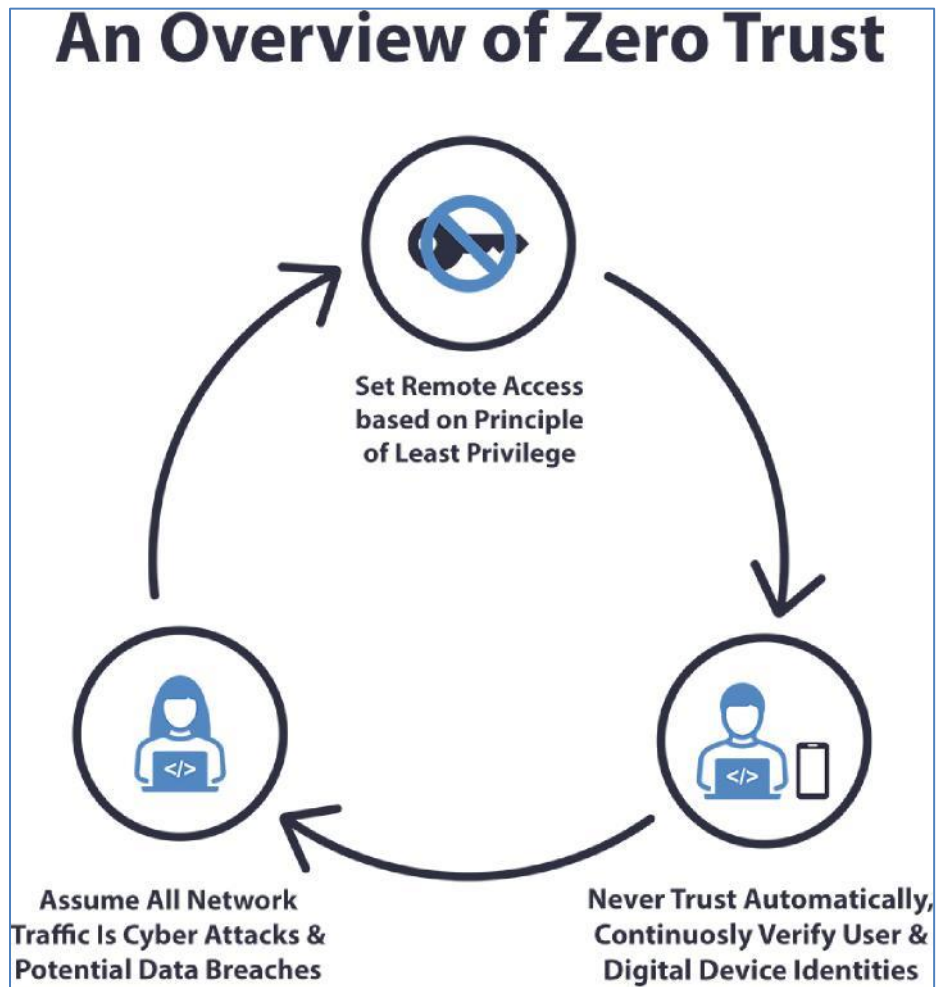 An Overview of Zero Trust
Set Remote Access
based on Principle
of Least Privilege
</>
</>
Assume All Network
Traffic Is Cyber Attacks &
Potential Data Breaches
Never Trust Automatically,
Continuosly Verify User &
Digital Device Identities